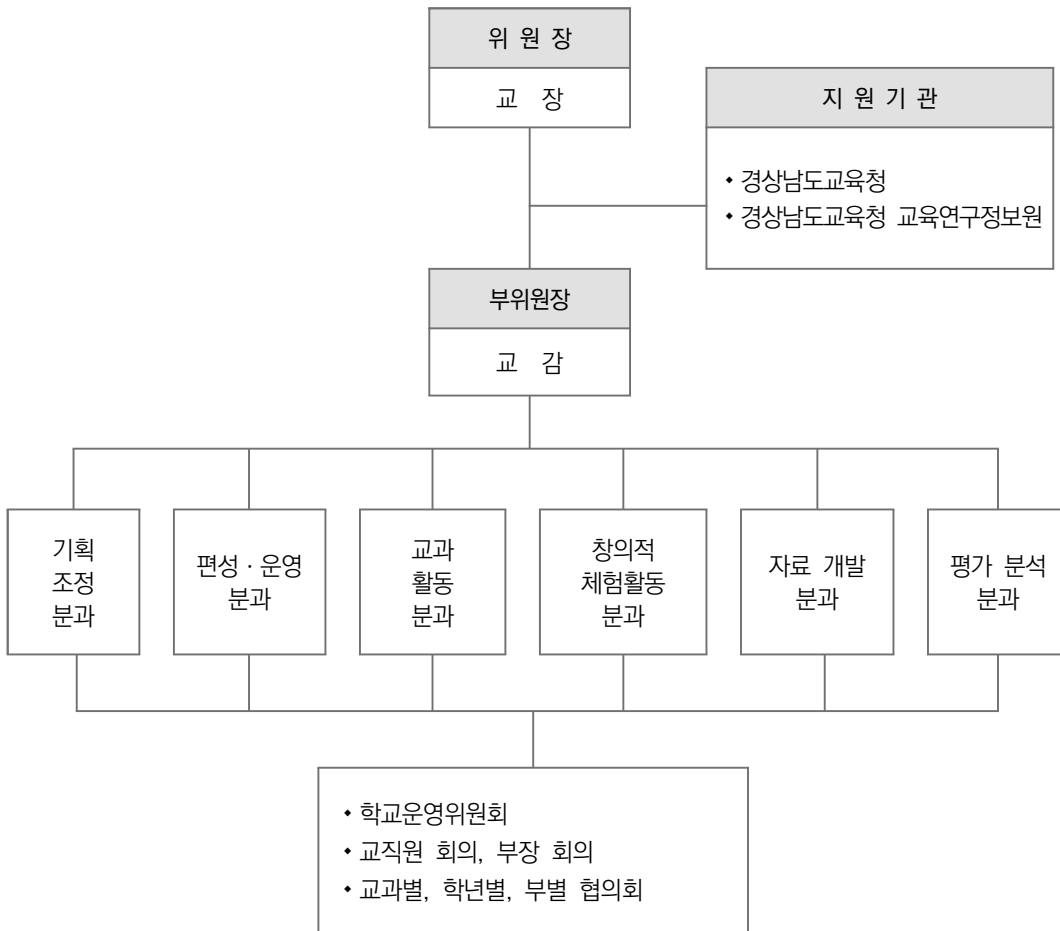 위 원 장
교 장
지 원 기 관
• 경상남도교육청
• 경상남도교육청 교육연구정보원
부위원장
교 감
기획
조정
분과
편성 · 운영
분과
교과
활동
분과
창의적
체험활동
분과
자료 개발
분과
평가 분석
분과
• 학교운영위원회
• 교직원 회의, 부장 회의
• 교과별, 학년별, 부별 협의회